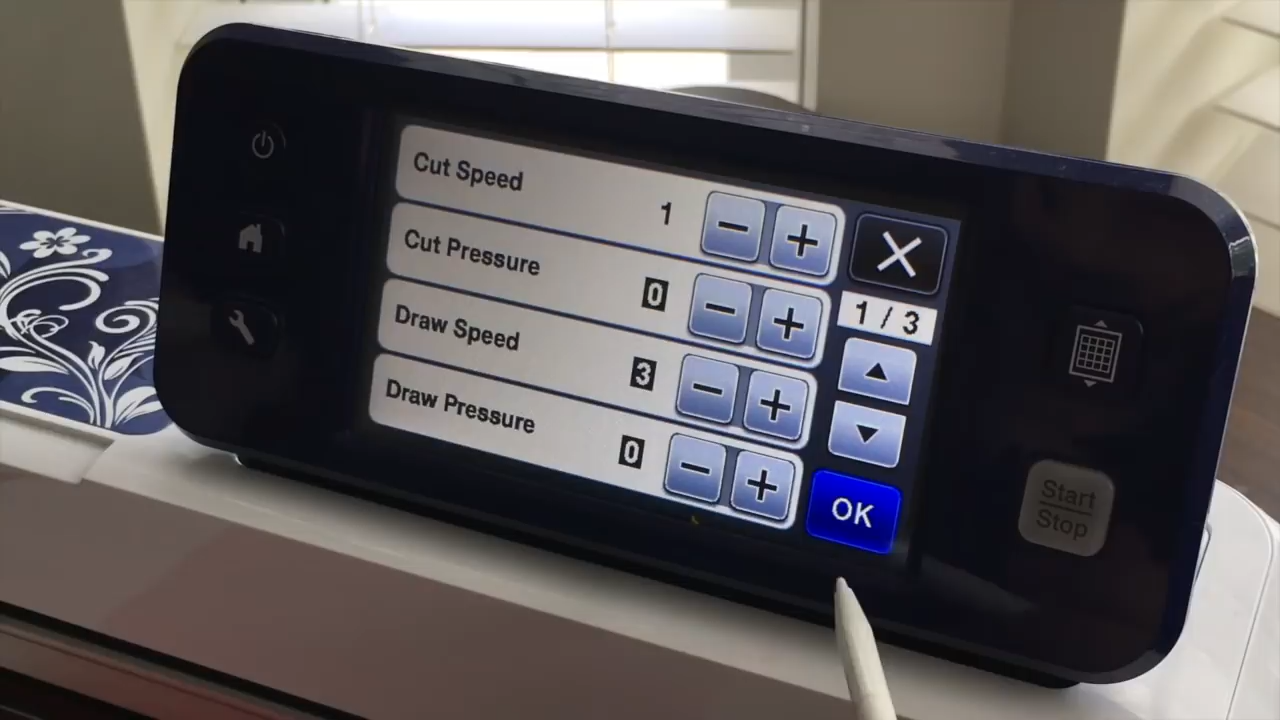 Cut Speed 1 − +
Cut Pressure 0 − +
Draw Speed 3 − +
Draw Pressure 0 − +
1 / 3
OK
Start
Stop